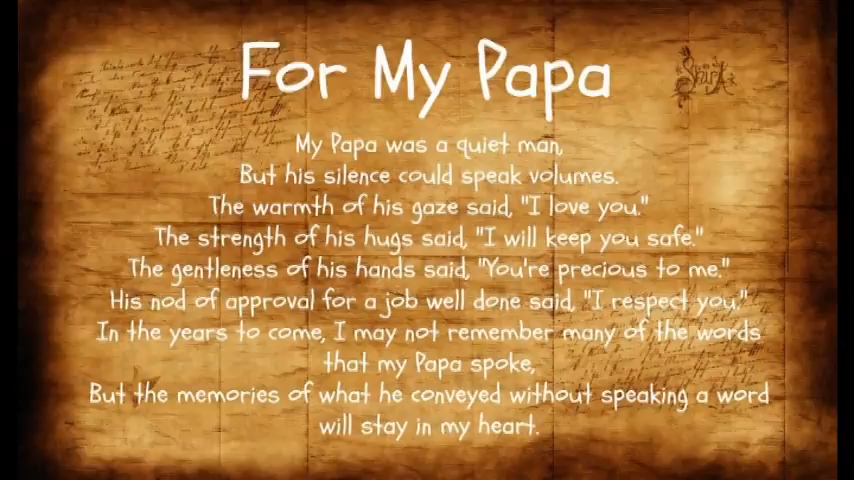 For My Papa
My Papa was a quiet man,
But his silence could speak volumes.
The warmth of his gaze said, "I love you."
The strength of his hugs said, "I will keep you safe."
The gentleness of his hands said, "You're precious to me."
His nod of approval for a job well done said, "I respect you."
In the years to come, I may not remember many of the words
that my Papa spoke,
But the memories of what he conveyed without speaking a word
will stay in my heart.